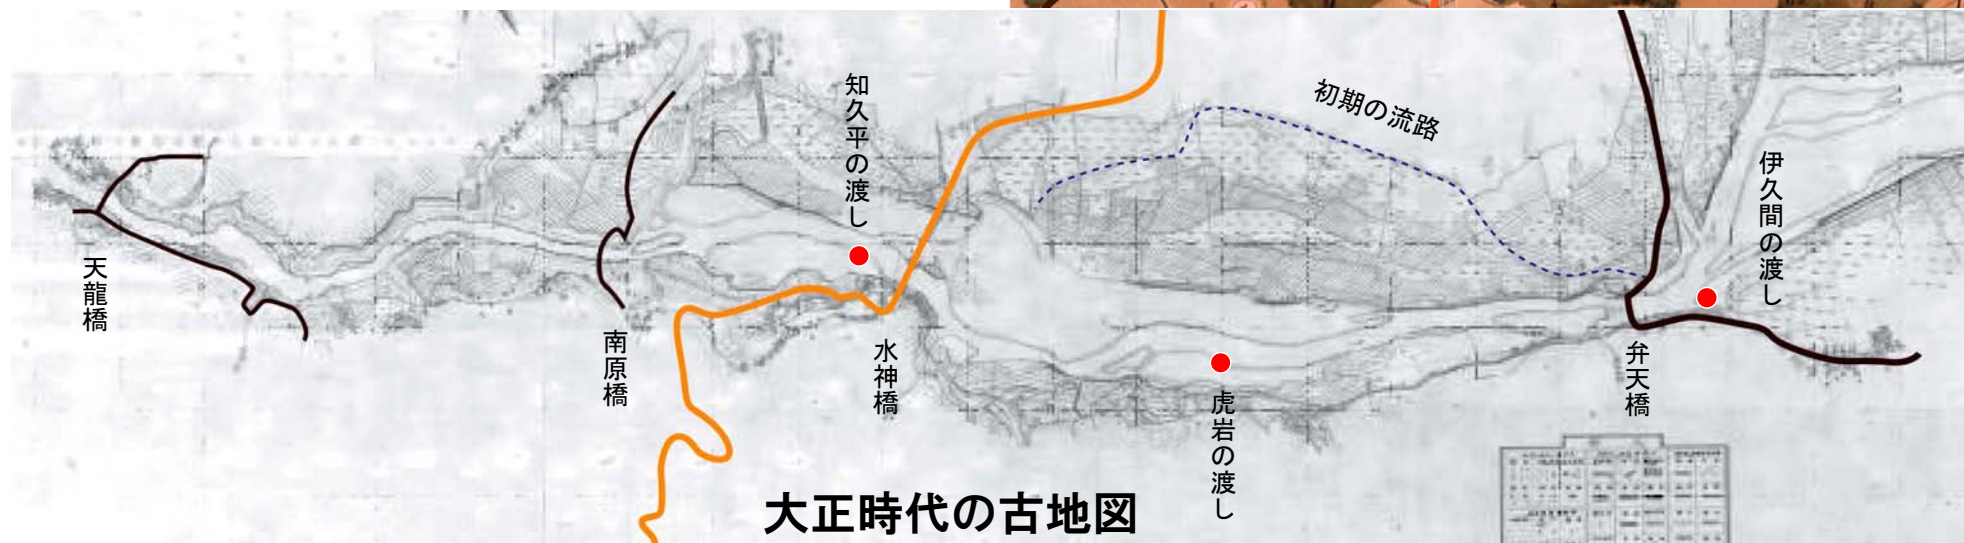 知久平の渡し
初期の流路
伊久間の渡し
天龍橋
南原橋
水神橋
虎岩の渡し
弁天橋
大正時代の古地図